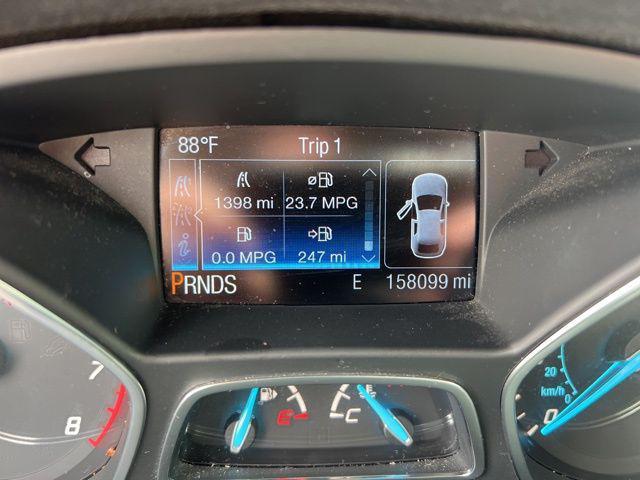 88°F Trip 1
1398 mi ø 23.7 MPG
0.0 MPG 247 mi
PRNDS E 158099 mi
7
8
E
C
20
km/h 0
0